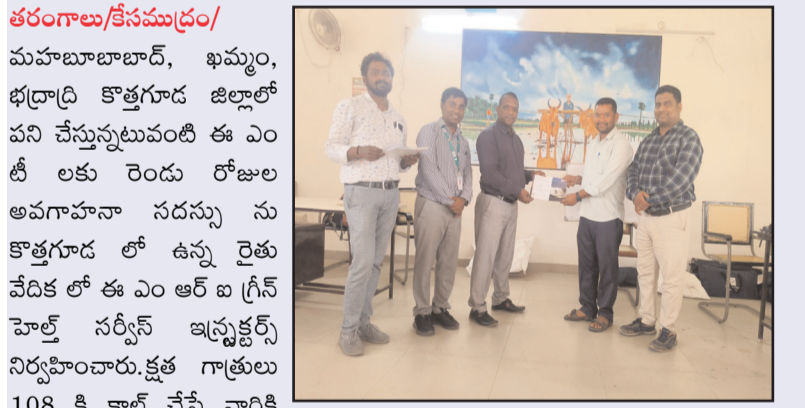 తరంగాలు/కేసముద్రం/
మహబూబాబాద్, ఖమ్మం,
భద్రాద్రి కొత్తగూడ జిల్లాలో
పని చేస్తున్నటువంటి ఈ ఎం
టీ లకు రెండు రోజుల
అవగాహనా సదస్సు ను
కొత్తగూడ లో ఉన్న రైతు
వేదిక లో ఈ ఎం ఆర్ ఐ గ్రీన్
హెల్త్ సర్వీస్ ఇన్స్ట్రక్టర్స్
నిర్వహించారు.క్షత గాత్రులు
108 కి కాల్ చేస్తే వారికి